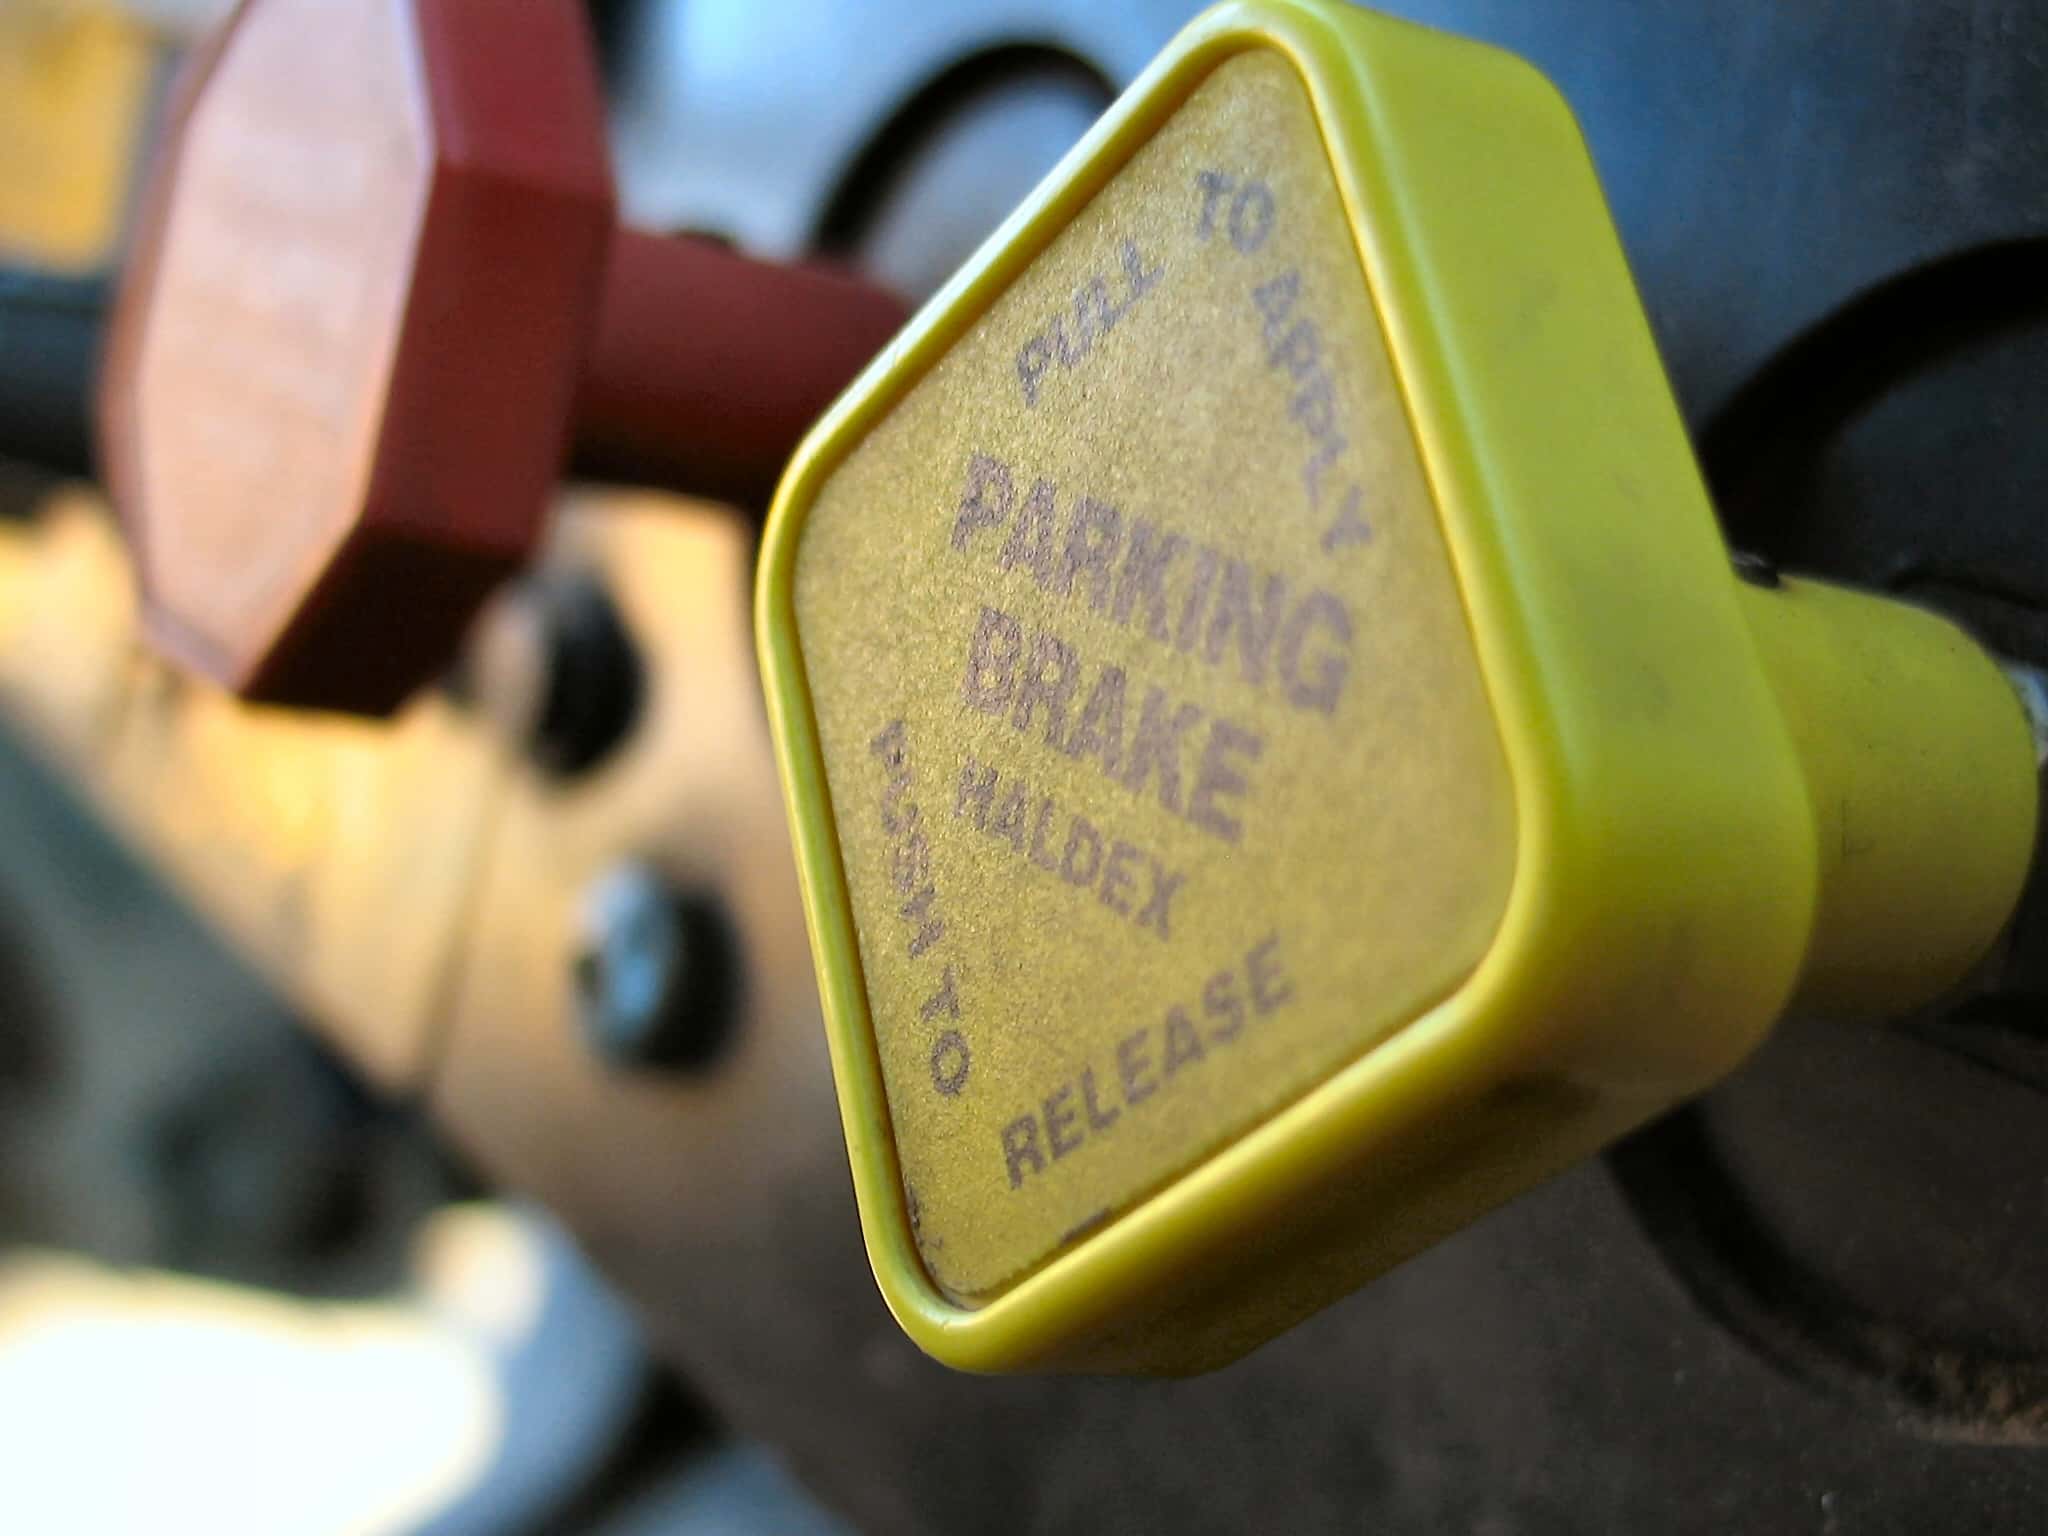 PULL TO APPLY
PARKING
BRAKE
HALDEX
PUSH TO
RELEASE